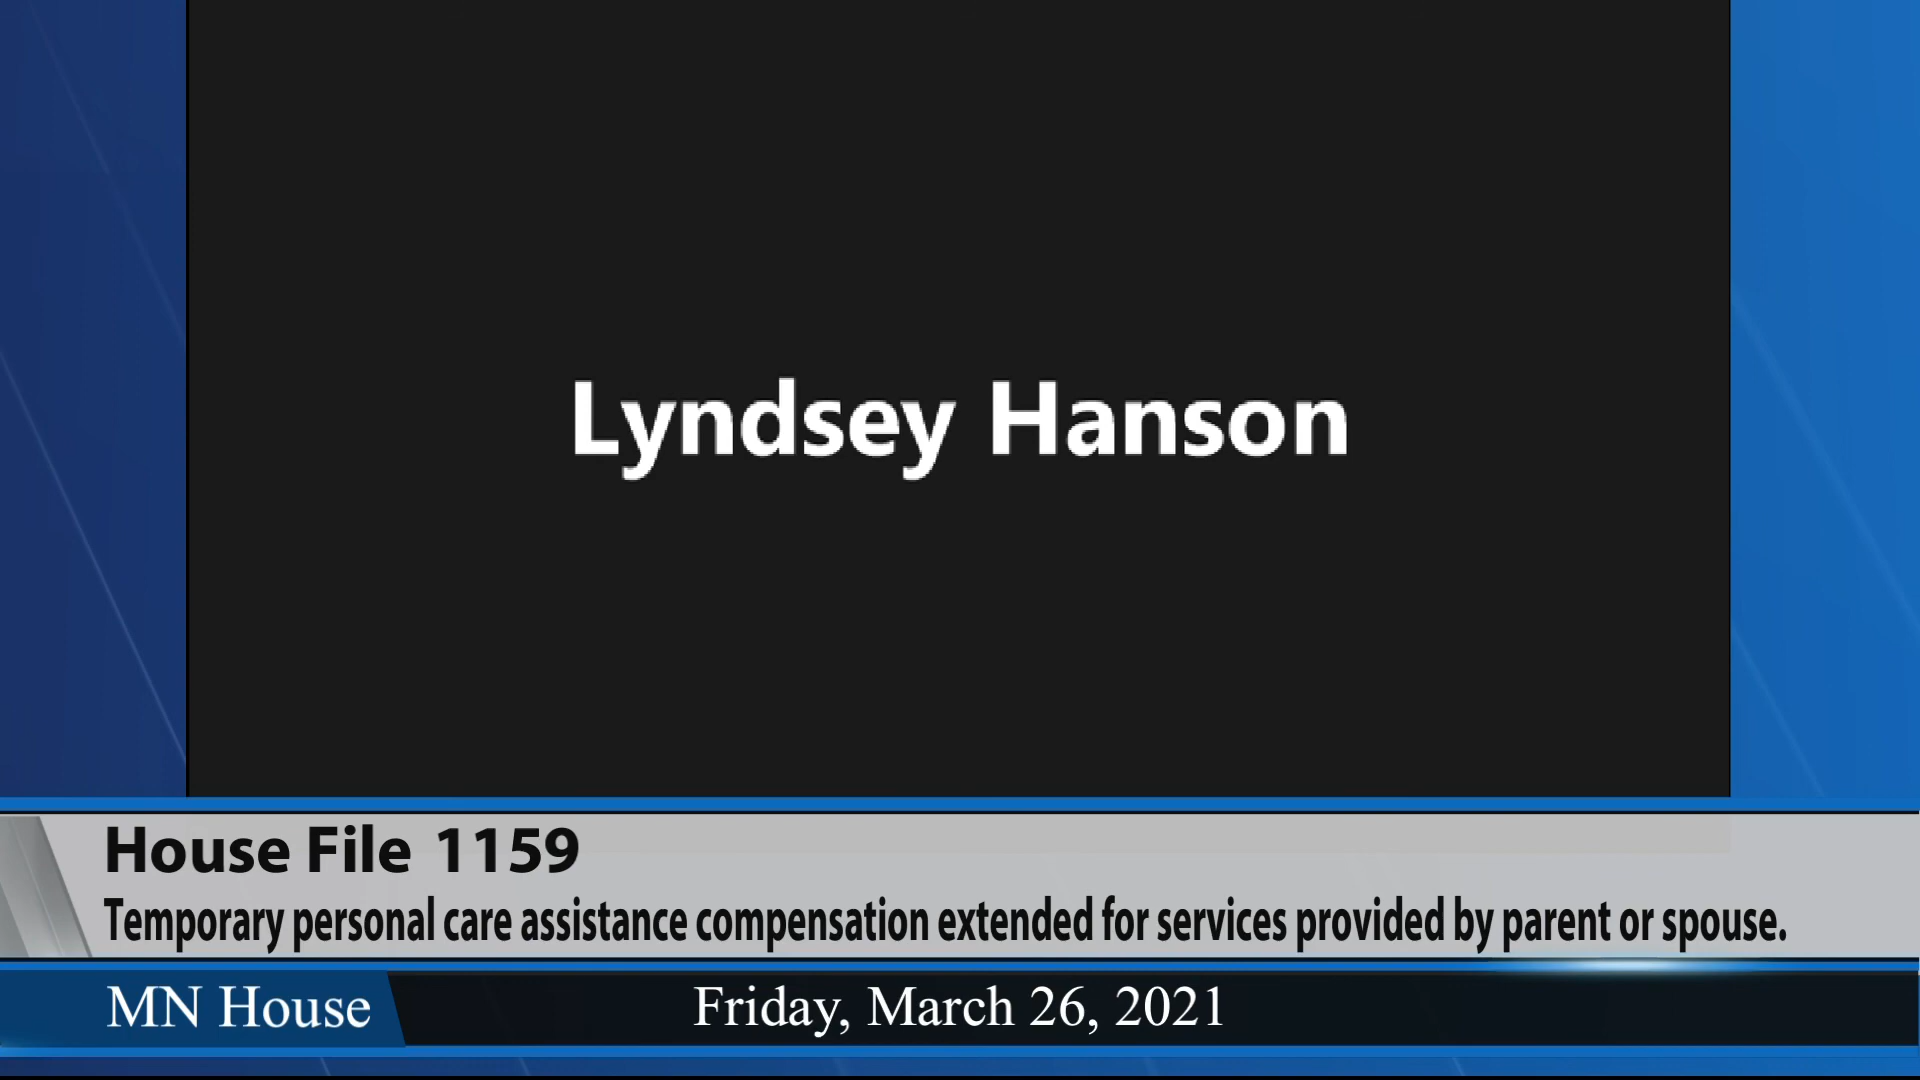 Lyndsey Hanson
House File 1159
Temporary personal care assistance compensation extended for services provided by parent or spouse.
MN House
Friday, March 26, 2021